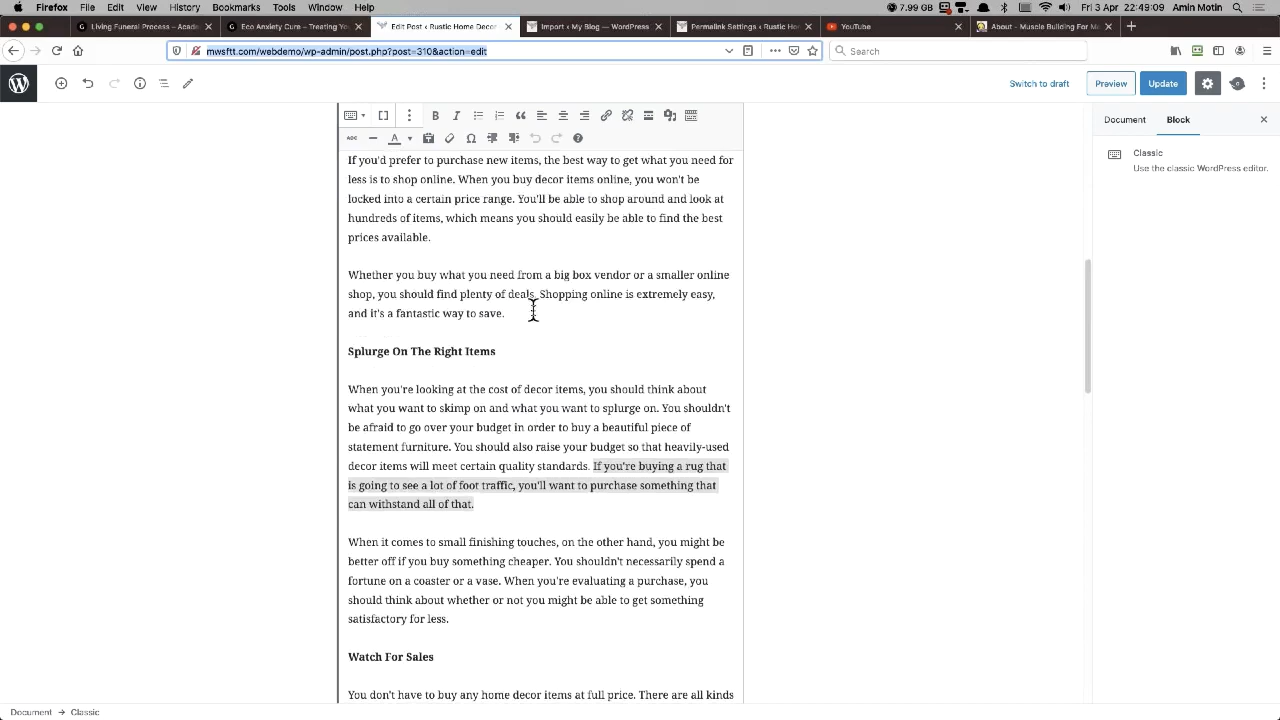 Firefox File Edit View History Bookmarks Tools Window Help 7.99 GB Fri 3 Apr 22:39:09 Amin Motin
Living Funeral Process – Acade
Eco Anxiety Cure – Treating Yo
Edit Post ‹ Rustic Home Decor
Import ‹ My Blog — WordPress
Permalink Settings ‹ Rustic Ho
YouTube
About - Muscle Building For M
mwsftt.com/webdemo/wp-admin/post.php?post=310&action=edit
Search
Switch to draft
Preview
Update
Document
Block
Classic
Use the classic WordPress editor.
ABC
If you'd prefer to purchase new items, the best way to get what you need for
less is to shop online. When you buy decor items online, you won't be
locked into a certain price range. You'll be able to shop around and look at
hundreds of items, which means you should easily be able to find the best
prices available.
Whether you buy what you need from a big box vendor or a smaller online
shop, you should find plenty of deals. Shopping online is extremely easy,
and it's a fantastic way to save.
Splurge On The Right Items
When you're looking at the cost of decor items, you should think about
what you want to skimp on and what you want to splurge on. You shouldn't
be afraid to go over your budget in order to buy a beautiful piece of
statement furniture. You should also raise your budget so that heavily-used
decor items will meet certain quality standards. If you're buying a rug that
is going to see a lot of foot traffic, you'll want to purchase something that
can withstand all of that.
When it comes to small finishing touches, on the other hand, you might be
better off if you buy something cheaper. You shouldn't necessarily spend a
fortune on a coaster or a vase. When you're evaluating a purchase, you
should think about whether or not you might be able to get something
satisfactory for less.
Watch For Sales
You don't have to buy any home decor items at full price. There are all kinds
Document → Classic